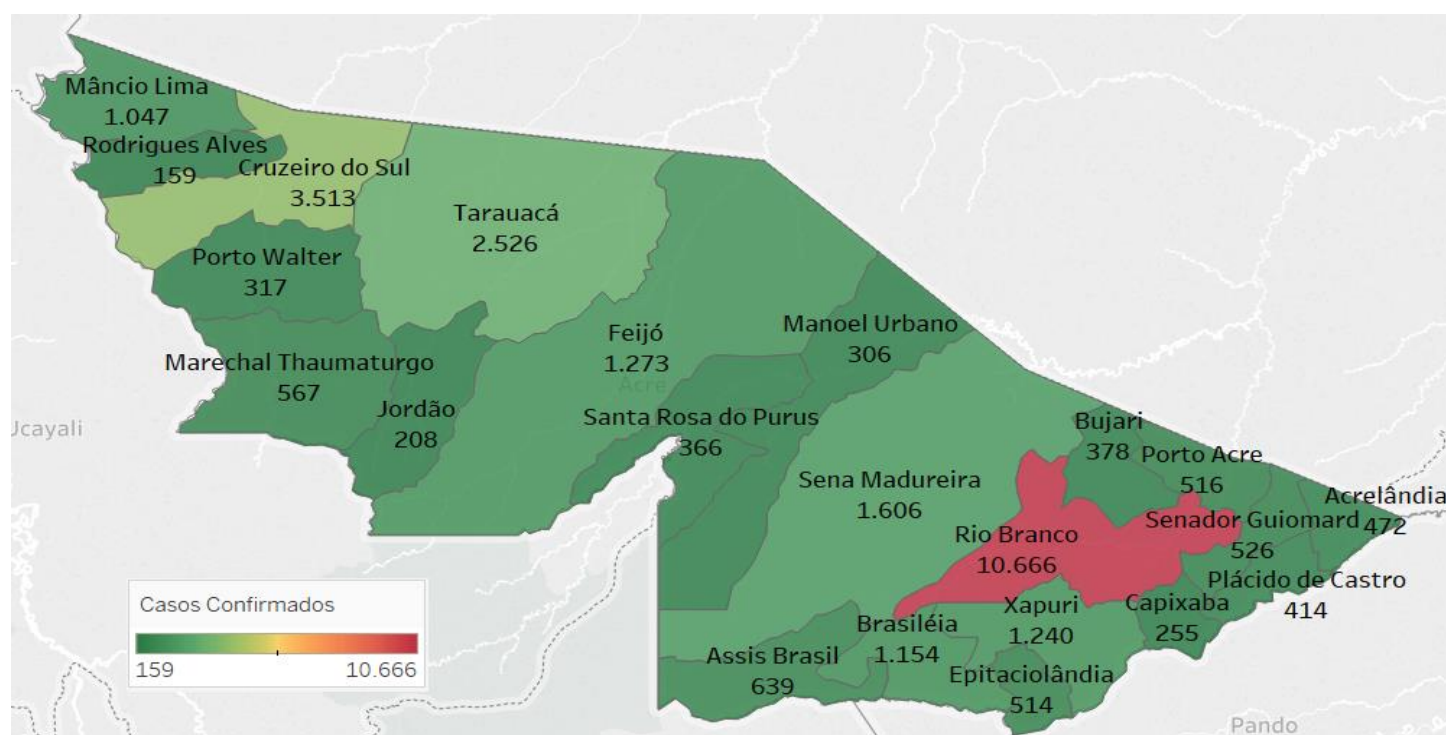 Mâncio Lima
1.047
Rodrigues Alves
159
Cruzeiro do Sul
3.513
Tarauacá
2.526
Porto Walter
317
Feijó
1.273
Acre
Manoel Urbano
306
Marechal Thaumaturgo
567
Jordão
208
Santa Rosa do Purus
366
Ucayali
Bujari
378
Porto Acre
516
Sena Madureira
1.606
Acrelândia
472
Rio Branco
10.666
Senador Guiomard
526
Plácido de Castro
414
Xapuri
1.240
Capixaba
255
Brasiléia
1.154
Assis Brasil
639
Epitaciolândia
514
Pando
Casos Confirmados
159
10.666